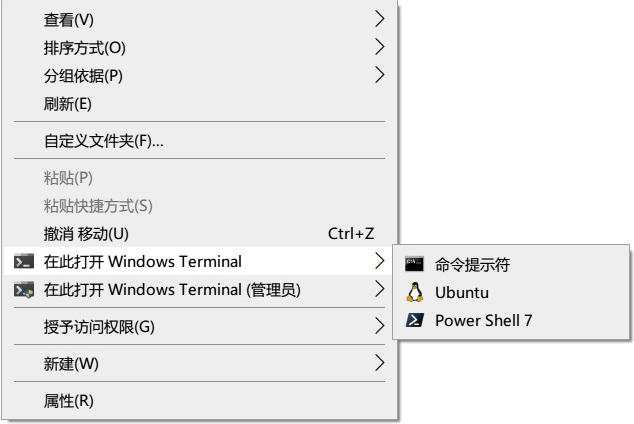 查看(V)
排序方式(O)
分组依据(P)
刷新(E)
自定义文件夹(F)...
粘贴(P)
粘贴快捷方式(S)
撤消 移动(U) Ctrl+Z
在此打开 Windows Terminal
在此打开 Windows Terminal (管理员)
授予访问权限(G)
新建(W)
属性(R)
命令提示符
Ubuntu
Power Shell 7